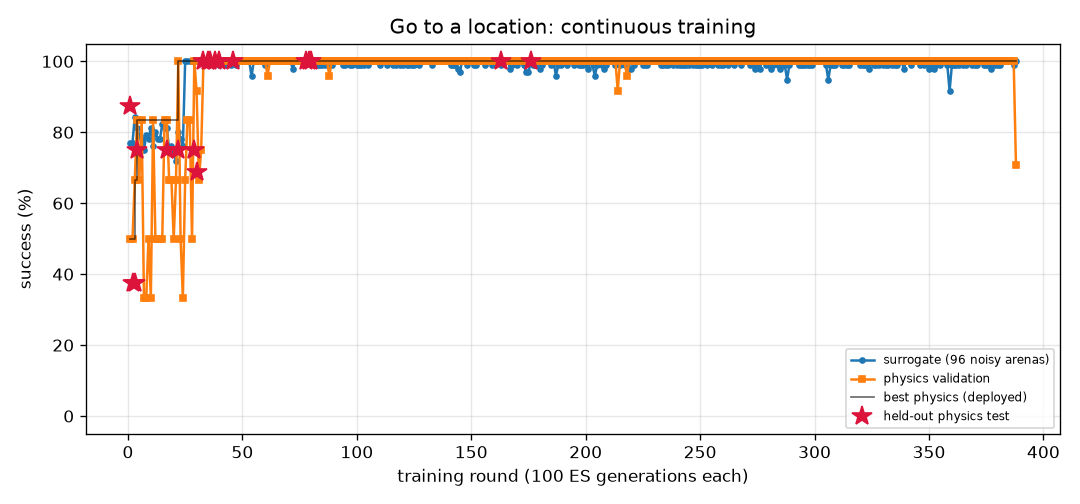 Go to a location: continuous training
success (%)
100
80
60
40
20
0
surrogate (96 noisy arenas)
physics validation
best physics (deployed)
held-out physics test
0 50 100 150 200 250 300 350 400
training round (100 ES generations each)